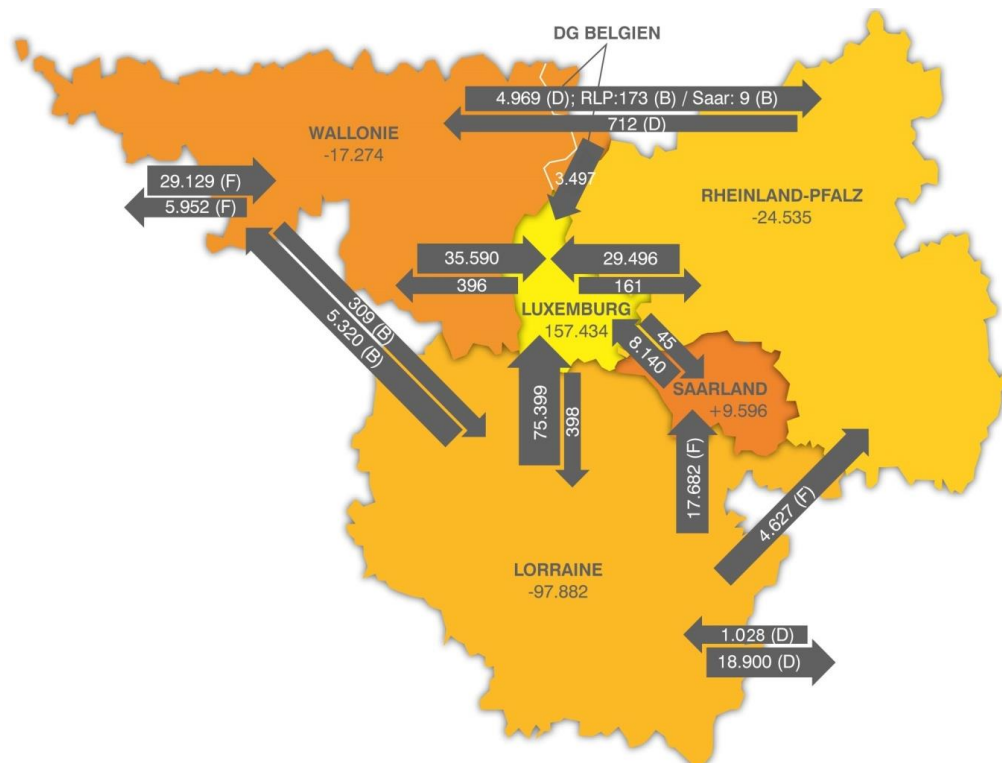 DG BELGIEN
4.969 (D); RLP:173 (B) / Saar: 9 (B)
712 (D)
WALLONIE
-17.274
3.497
29.129 (F)
5.952 (F)
RHEINLAND-PFALZ
-24.535
35.590
29.496
396
161
LUXEMBURG
157.434
309 (B)
5.320 (B)
45
8.140
SAARLAND
+9.596
75.399
398
17.682 (F)
4.627 (F)
LORRAINE
-97.882
1.028 (D)
18.900 (D)